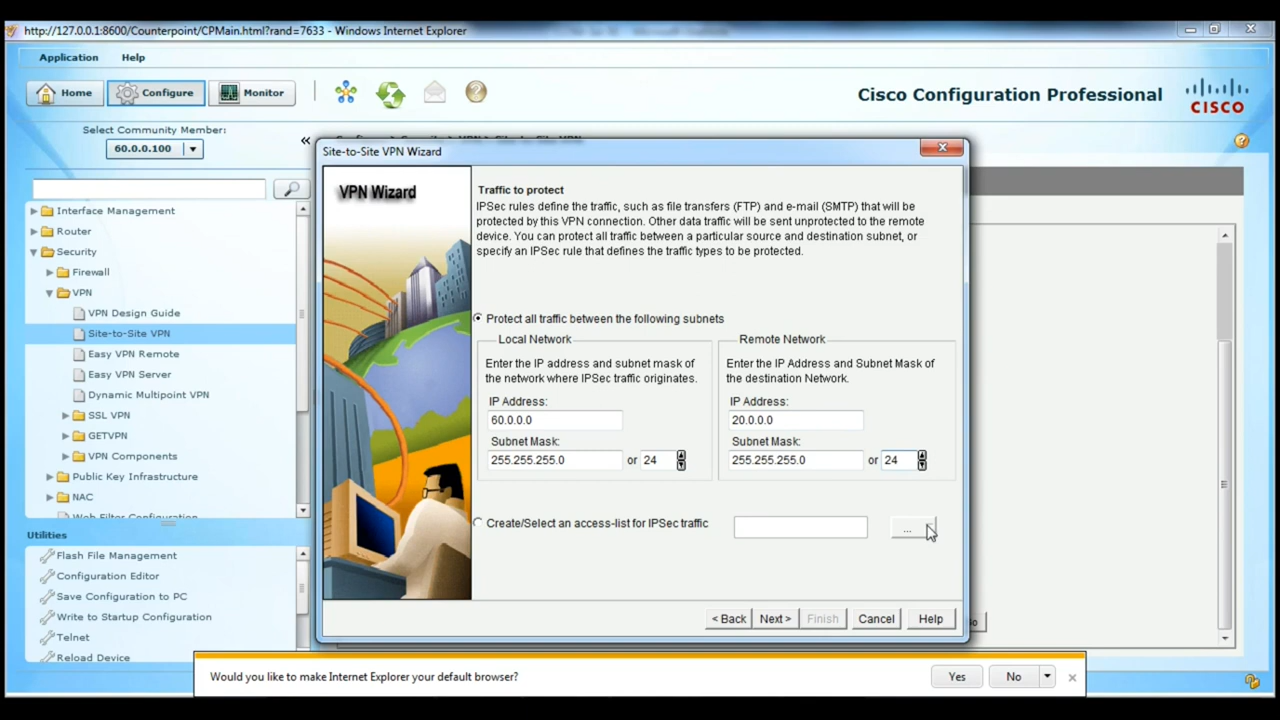 http://127.0.0.1:8600/Counterpoint/CPMain.html?rand=7633 - Windows Internet Explorer
Application Help
Home Configure Monitor
Cisco Configuration Professional
CISCO
Select Community Member:
60.0.0.100
«
Interface Management
Router
Security
Firewall
VPN
VPN Design Guide
Site-to-Site VPN
Easy VPN Remote
Easy VPN Server
Dynamic Multipoint VPN
SSL VPN
GETVPN
VPN Components
Public Key Infrastructure
NAC
Web Filter Configuration
Utilities
Flash File Management
Configuration Editor
Save Configuration to PC
Write to Startup Configuration
Telnet
Reload Device
Site-to-Site VPN Wizard
VPN Wizard
Traffic to protect
IPSec rules define the traffic, such as file transfers (FTP) and e-mail (SMTP) that will be
protected by this VPN connection. Other data traffic will be sent unprotected to the remote
device. You can protect all traffic between a particular source and destination subnet, or
specify an IPSec rule that defines the traffic types to be protected.
Protect all traffic between the following subnets
Local Network
Enter the IP address and subnet mask of
the network where IPSec traffic originates.
IP Address:
60.0.0.0
Subnet Mask:
255.255.255.0 or 24
Remote Network
Enter the IP Address and Subnet Mask of
the destination Network.
IP Address:
20.0.0.0
Subnet Mask:
255.255.255.0 or 24
Create/Select an access-list for IPSec traffic
...
< Back Next > Finish Cancel Help
Would you like to make Internet Explorer your default browser?
Yes No